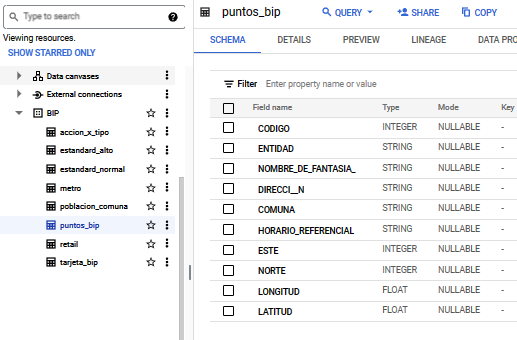 Type to search
Viewing resources.
SHOW STARRED ONLY
Data canvases
External connections
BIP
accion_x_tipo
estandard_alto
estandard_normal
metro
poblacion_comuna
puntos_bip
retail
tarjeta_bip
puntos_bip QUERY SHARE COPY
SCHEMA DETAILS PREVIEW LINEAGE DATA PRO
Filter Enter property name or value
Field name Type Mode Key
CODIGO INTEGER NULLABLE -
ENTIDAD STRING NULLABLE -
NOMBRE_DE_FANTASIA_ STRING NULLABLE -
DIRECCI__N STRING NULLABLE -
COMUNA STRING NULLABLE -
HORARIO_REFERENCIAL STRING NULLABLE -
ESTE INTEGER NULLABLE -
NORTE INTEGER NULLABLE -
LONGITUD FLOAT NULLABLE -
LATITUD FLOAT NULLABLE -